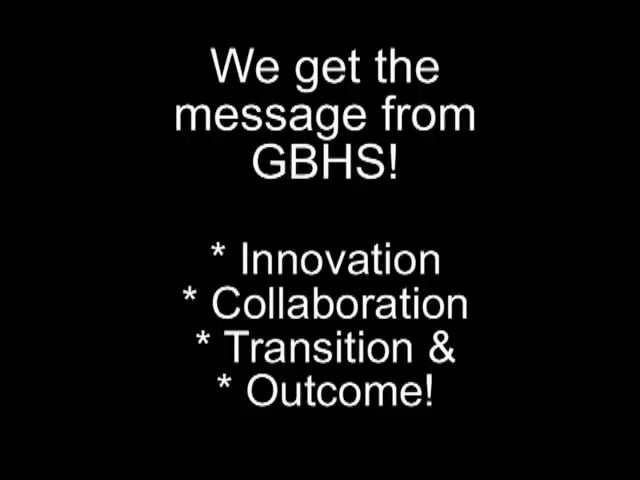 We get the
message from
GBHS!
* Innovation
* Collaboration
* Transition &
* Outcome!